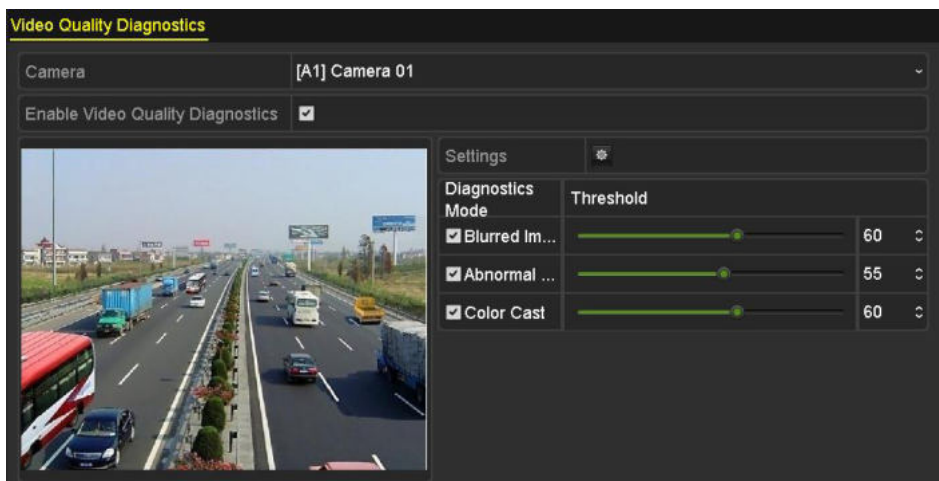 Video Quality Diagnostics
Camera [A1] Camera 01
Enable Video Quality Diagnostics
Settings
Diagnostics Mode Threshold
Blurred Im... 60
Abnormal ... 55
Color Cast 60